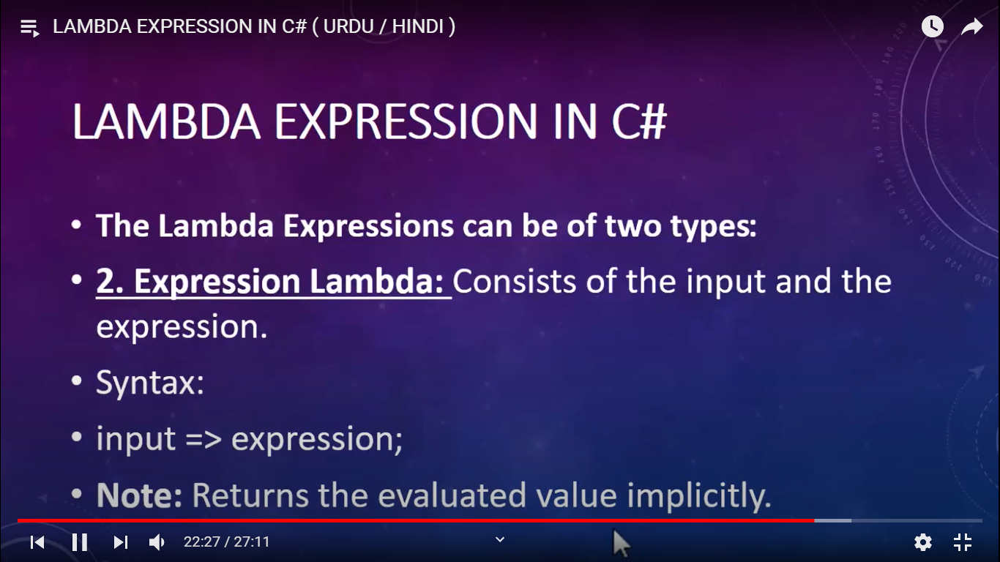 LAMBDA EXPRESSION IN C# ( URDU / HINDI )
LAMBDA EXPRESSION IN C#
• The Lambda Expressions can be of two types:
• 2. Expression Lambda: Consists of the input and the
expression.
• Syntax:
• input => expression;
• Note: Returns the evaluated value implicitly.
22:27 / 27:11